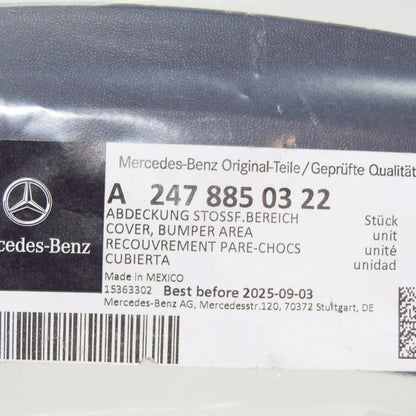 Mercedes-Benz Original-Teile/Geprüfte Qualität
A 247 885 03 22
ABDECKUNG STOSSF.BEREICH
COVER, BUMPER AREA
RECOUVREMENT PARE-CHOCS
CUBIERTA
Stück
unit
unité
unidad
cedes-Benz
Made in MEXICO
15363302 Best before 2025-09-03
Mercedes-Benz AG, Mercedesstr.120, 70372 Stuttgart, DE